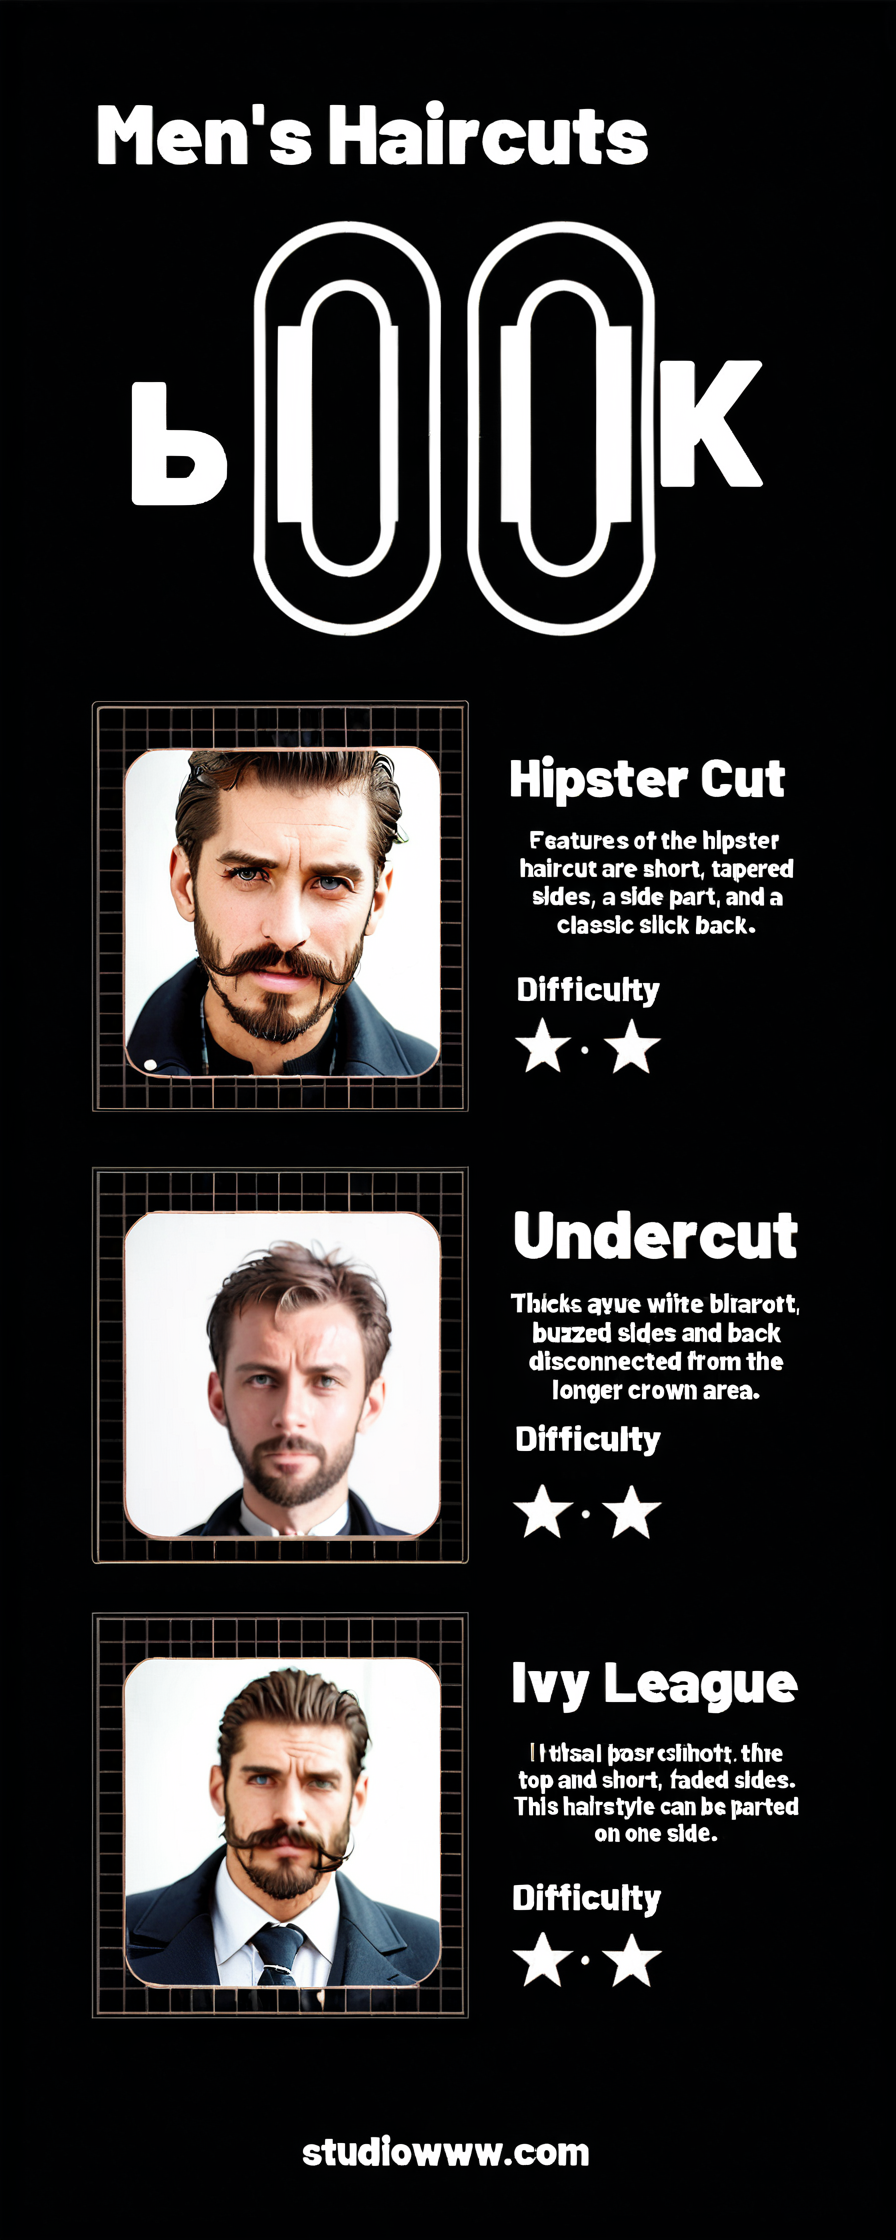 Men's Haircuts
bOOK
Hipster Cut
Features of the hipster
haircut are short, tapered
sides, a side part, and a
classic slick back.
Difficulty
Undercut
buzzed sides and back
disconnected from the
longer crown area.
Difficulty
Ivy League
top and short, faded sides.
This hairstyle can be parted
on one side.
Difficulty
studiowww.com